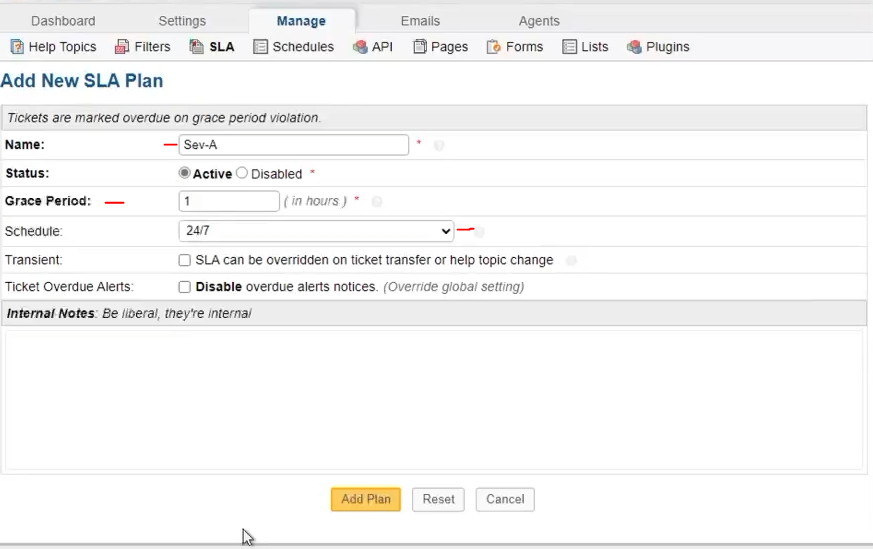 Dashboard Settings Manage Emails Agents
Help Topics Filters SLA Schedules API Pages Forms Lists Plugins
Add New SLA Plan
Tickets are marked overdue on grace period violation.
Name: Sev-A *
Status: Active Disabled *
Grace Period: 1 ( in hours ) *
Schedule: 24/7
Transient: SLA can be overridden on ticket transfer or help topic change
Ticket Overdue Alerts: Disable overdue alerts notices. (Override global setting)
Internal Notes: Be liberal, they're internal
Add Plan Reset Cancel